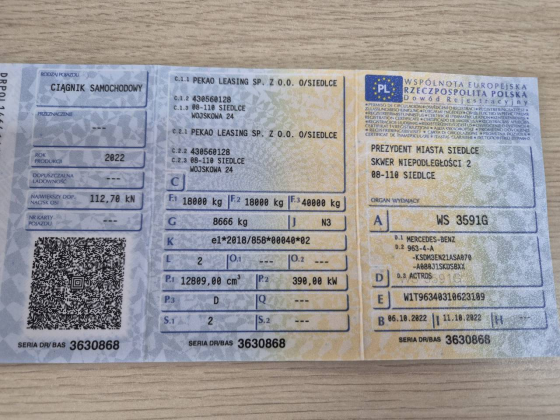 RODZAJ POJAZDU
CIĄGNIK SAMOCHODOWY
PRZEZNACZENIE
---
ROK PRODUKCJI
2022
DOPUSZCZALNA ŁADOWNOŚĆ
---
NAJWIĘKSZY DOP. NACISK OSI
112,70 kN
NR KARTY POJAZDU
---
SERIA DR/BAS 3630868
C.1.1 PEKAO LEASING SP. Z O.O. O/SIEDLCE
C.1.2 430560128
C.1.3 08-110 SIEDLCE
WOJSKOWA 24
C.2.1 PEKAO LEASING SP. Z O.O. O/SIEDLCE
C.2.2 430560128
C.2.3 08-110 SIEDLCE
WOJSKOWA 24
C
F.1 18000 kg F.2 18000 kg F.3 40000 kg
G 8666 kg J N3
K e1*2018/858*00040*02
L 2 O.1 --- O.2 ---
P.1 12809,00 cm³ P.2 390,00 kW
P.3 D Q ---
S.1 2 S.2 ---
SERIA DR/BAS 3630868
PL
WSPÓLNOTA EUROPEJSKA
RZECZPOSPOLITA POLSKA
Dowód Rejestracyjny
PREZYDENT MIASTA SIEDLCE
SKWER NIEPODLEGŁOŚCI 2
08-110 SIEDLCE
ORGAN WYDAJĄCY
A WS 3591G
D.1 MERCEDES-BENZ
D.2 963-4-A
D
D.3 ACTROS
E W1T96340310623109
B 06.10.2022 I 11.10.2022 H ---
SERIA DR/BAS 3630868